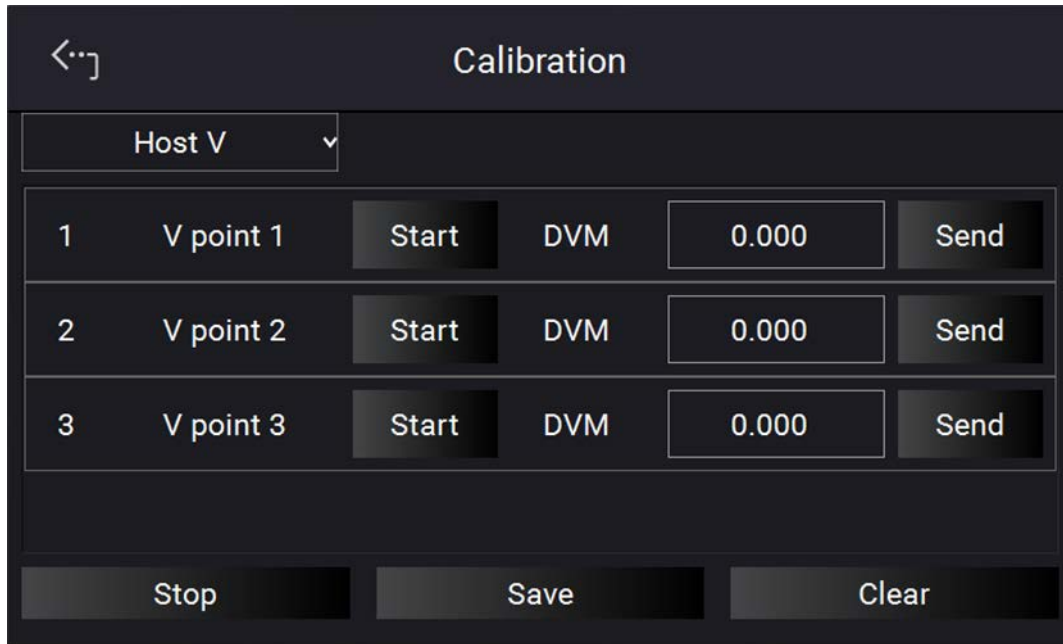 Calibration
Host V
1 V point 1 Start DVM 0.000 Send
2 V point 2 Start DVM 0.000 Send
3 V point 3 Start DVM 0.000 Send
Stop Save Clear